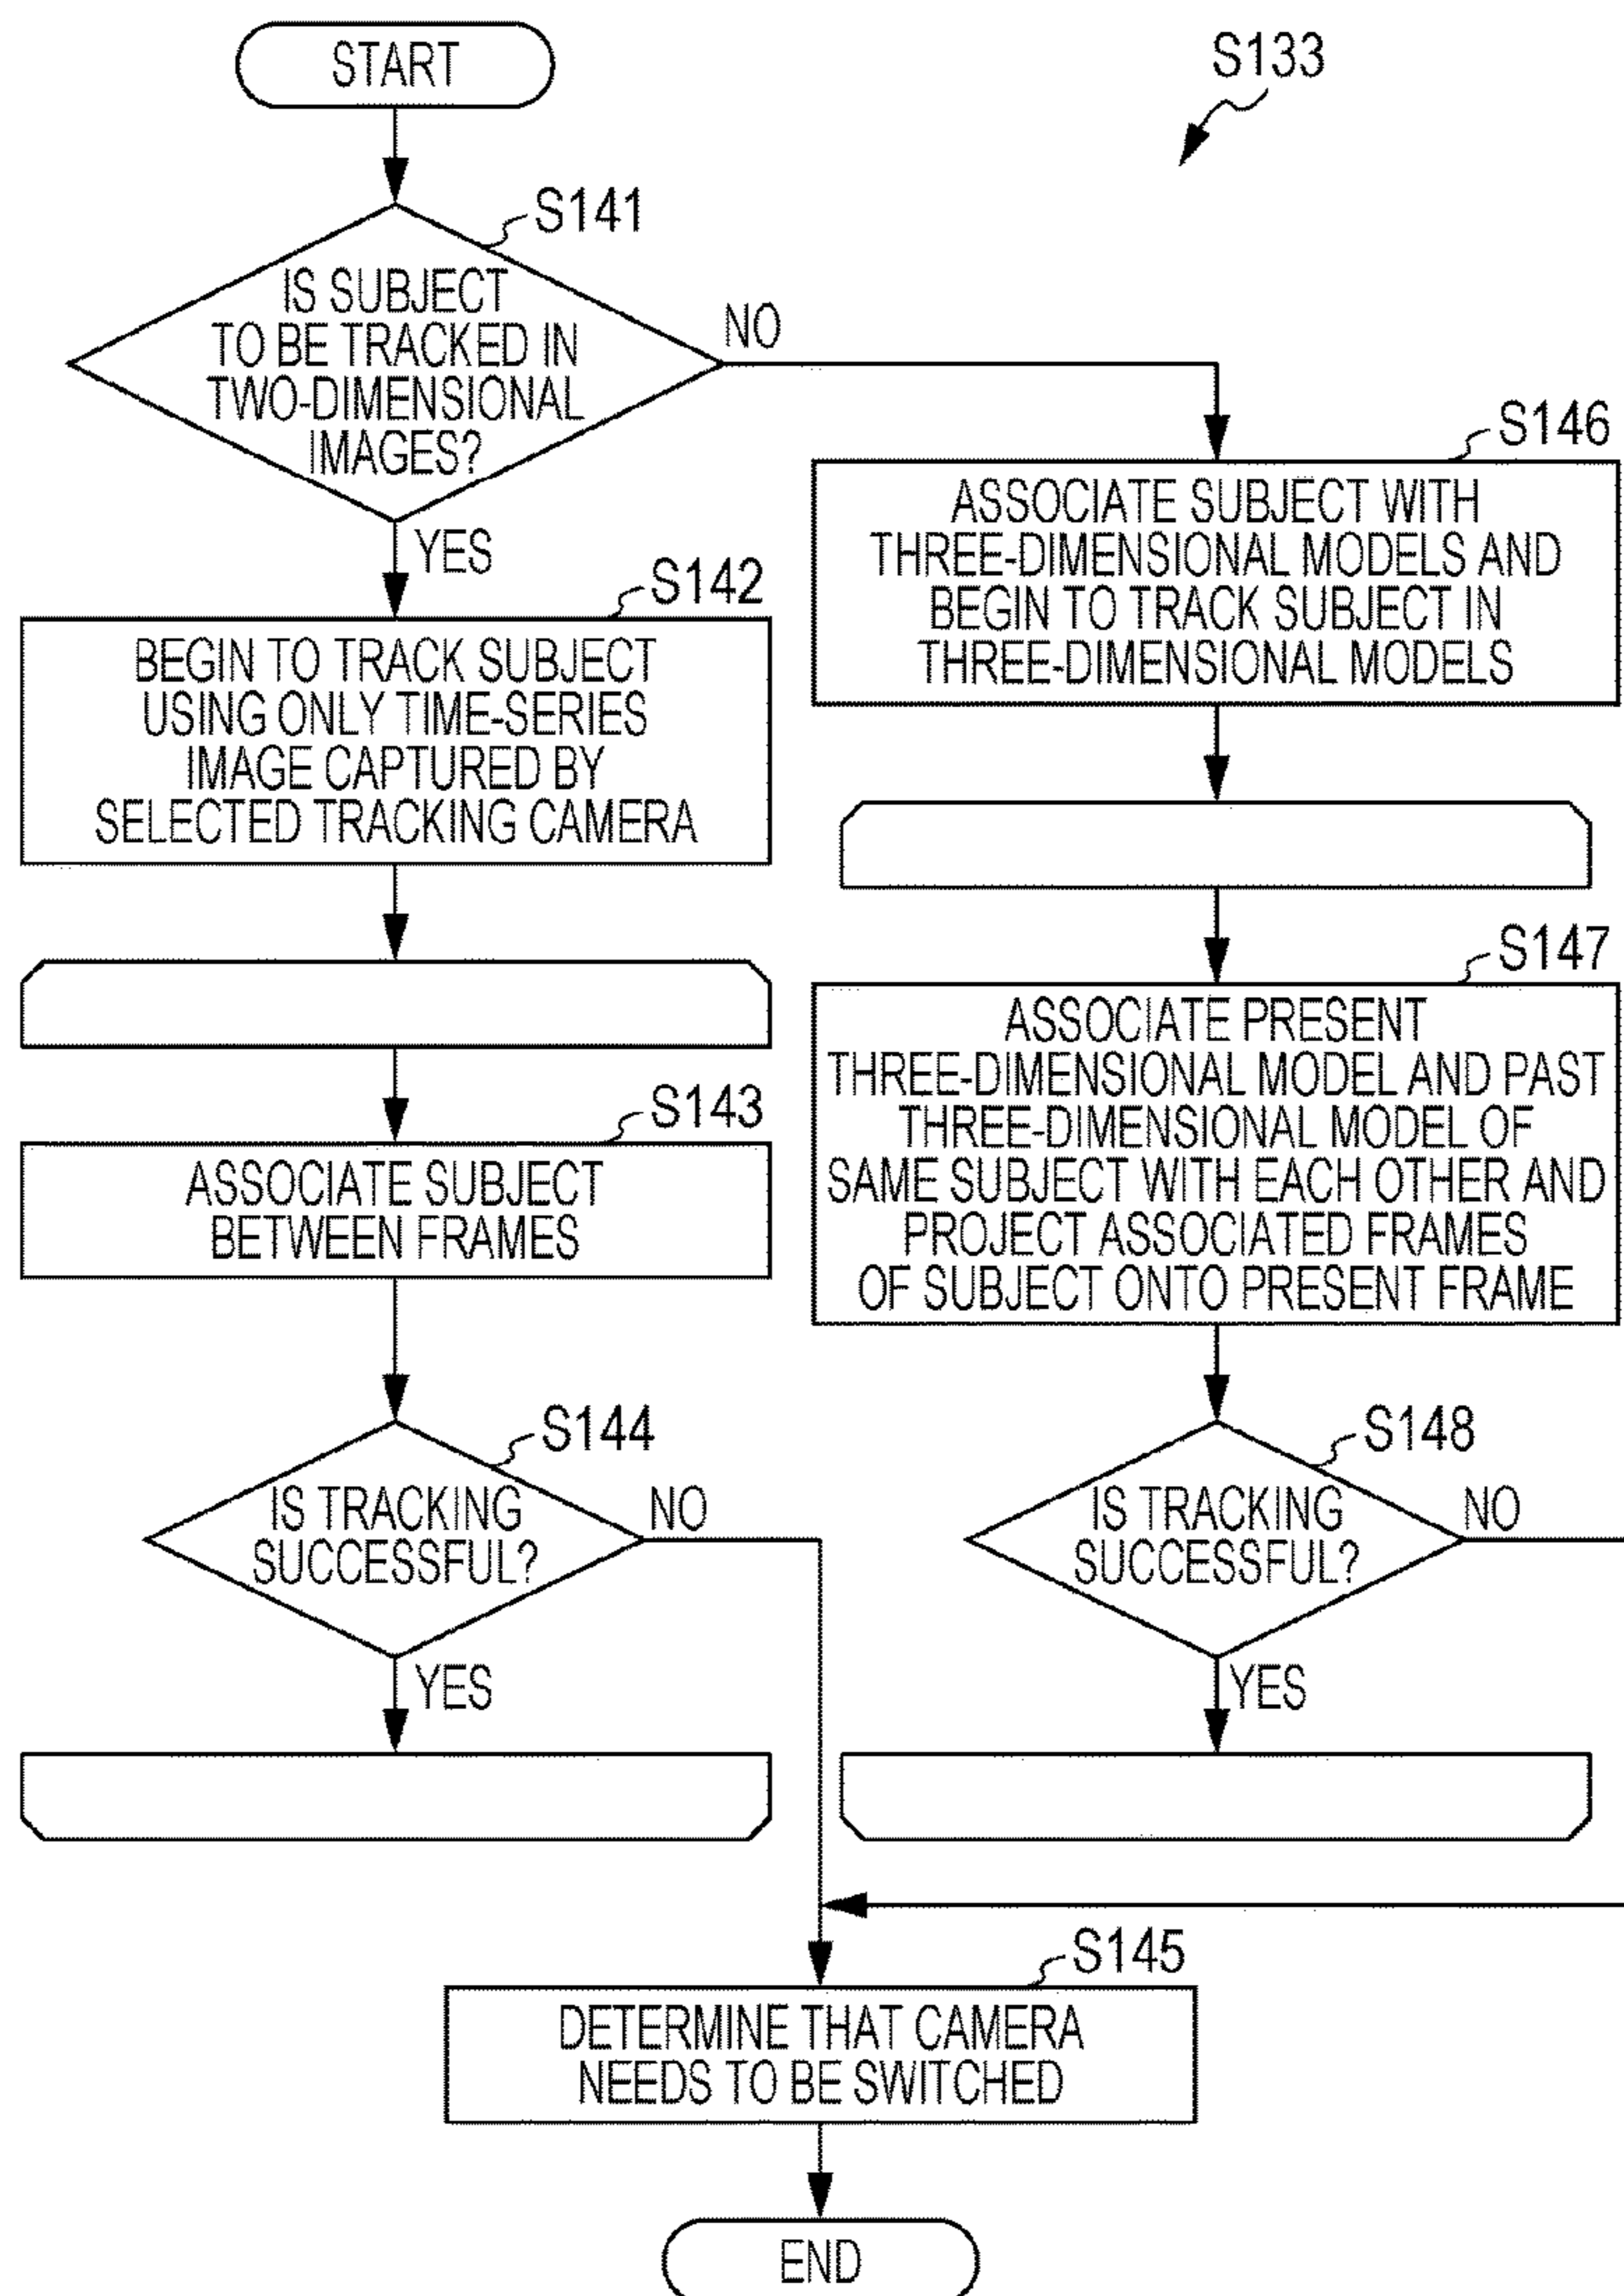 START
S133
S141
IS SUBJECT
TO BE TRACKED IN
TWO-DIMENSIONAL
IMAGES?
NO
YES
S142
BEGIN TO TRACK SUBJECT
USING ONLY TIME-SERIES
IMAGE CAPTURED BY
SELECTED TRACKING CAMERA
S143
ASSOCIATE SUBJECT
BETWEEN FRAMES
S144
IS TRACKING
SUCCESSFUL?
NO
YES
S146
ASSOCIATE SUBJECT WITH
THREE-DIMENSIONAL MODELS AND
BEGIN TO TRACK SUBJECT IN
THREE-DIMENSIONAL MODELS
S147
ASSOCIATE PRESENT
THREE-DIMENSIONAL MODEL AND PAST
THREE-DIMENSIONAL MODEL OF
SAME SUBJECT WITH EACH OTHER AND
PROJECT ASSOCIATED FRAMES
OF SUBJECT ONTO PRESENT FRAME
S148
IS TRACKING
SUCCESSFUL?
NO
YES
S145
DETERMINE THAT CAMERA
NEEDS TO BE SWITCHED
END